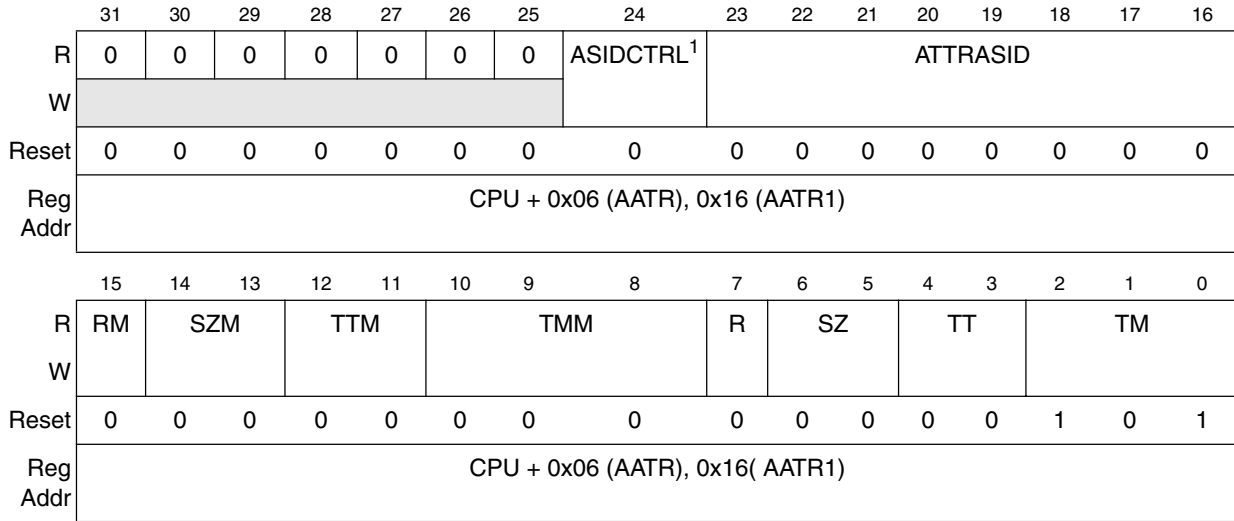 31 30 29 28 27 26 25 24 23 22 21 20 19 18 17 16
R 0 0 0 0 0 0 0 ASIDCTRL1 ATTRASID
W
Reset 0 0 0 0 0 0 0 0 0 0 0 0 0 0 0 0
Reg CPU + 0x06 (AATR), 0x16 (AATR1)
Addr
15 14 13 12 11 10 9 8 7 6 5 4 3 2 1 0
R RM SZM TTM TMM R SZ TT TM
W
Reset 0 0 0 0 0 0 0 0 0 0 0 0 0 1 0 1
Reg CPU + 0x06 (AATR), 0x16( AATR1)
Addr